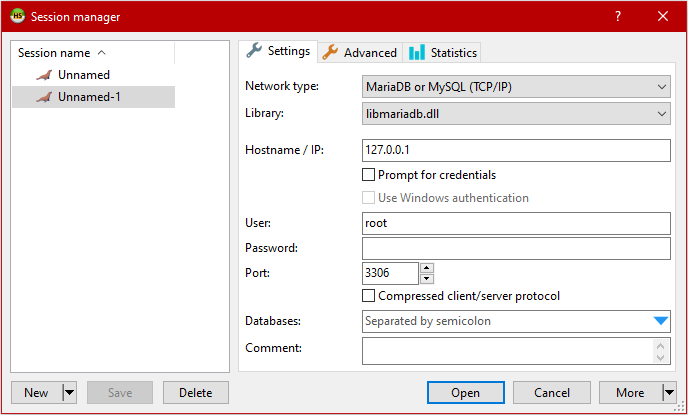 HS Session manager ?
Session name
Unnamed
Unnamed-1
Settings Advanced Statistics
Network type: MariaDB or MySQL (TCP/IP)
Library: libmariadb.dll
Hostname / IP: 127.0.0.1
Prompt for credentials
Use Windows authentication
User: root
Password:
Port: 3306
Compressed client/server protocol
Databases: Separated by semicolon
Comment:
New Save Delete Open Cancel More